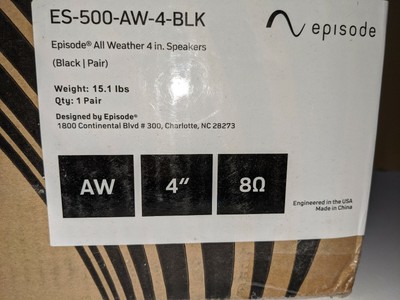 ES-500-AW-4-BLK
episode
Episode® All Weather 4 in. Speakers
(Black | Pair)
Weight: 15.1 lbs
Qty: 1 Pair
Designed by Episode®
1800 Continental Blvd # 300, Charlotte, NC 28273
AW
4"
8Ω
Engineered in the USA
Made in China